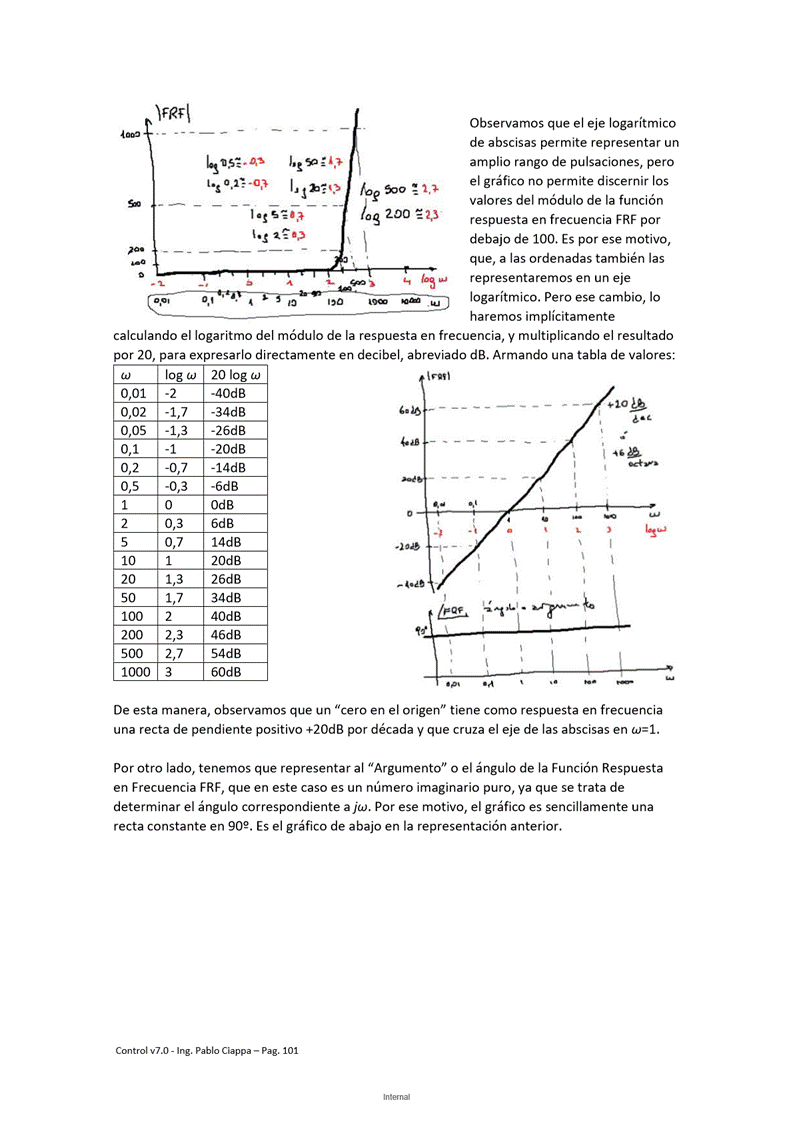 |FRF|
1000
log 0,5≅-0,3 log 50≅1,7
log 0,2≅-0,7 log 20≅1,3
log 500≅2,7
500
log 5≅0,7 log 200≅2,3
log 2≅0,3
200
100
0
-2 -1 0 1 2 3 4 log ω
0,01 0,1 1 2 5 10 20 50 100 1000 ω
Observamos que el eje logarítmico
de abscisas permite representar un
amplio rango de pulsaciones, pero
el gráfico no permite discernir los
valores del módulo de la función
respuesta en frecuencia FRF por
debajo de 100. Es por ese motivo,
que, a las ordenadas también las
representaremos en un eje
logarítmico. Pero ese cambio, lo
haremos implícitamente
calculando el logaritmo del módulo de la respuesta en frecuencia, y multiplicando el resultado
por 20, para expresarlo directamente en decibel, abreviado dB. Armando una tabla de valores:
ω log ω 20 log ω
0,01 -2 -40dB
0,02 -1,7 -34dB
0,05 -1,3 -26dB
0,1 -1 -20dB
0,2 -0,7 -14dB
0,5 -0,3 -6dB
1 0 0dB
2 0,3 6dB
5 0,7 14dB
10 1 20dB
20 1,3 26dB
50 1,7 34dB
100 2 40dB
200 2,3 46dB
500 2,7 54dB
1000 3 60dB
|FRF|
60dB
+20 dB
dec
ó
40dB
+6 dB
octava
20dB
0
0,01 0,1 1 10 100 1000 ω
-2 -1 0 1 2 3 log ω
-20dB
-40dB
FRF ángulo o argumento
90°
0,01 0,1 1 10 100 1000 ω
De esta manera, observamos que un “cero en el origen” tiene como respuesta en frecuencia
una recta de pendiente positivo +20dB por década y que cruza el eje de las abscisas en ω=1.
Por otro lado, tenemos que representar al “Argumento” o el ángulo de la Función Respuesta
en Frecuencia FRF, que en este caso es un número imaginario puro, ya que se trata de
determinar el ángulo correspondiente a jω. Por ese motivo, el gráfico es sencillamente una
recta constante en 90º. Es el gráfico de abajo en la representación anterior.
Control v7.0 - Ing. Pablo Ciappa – Pag. 101
Internal